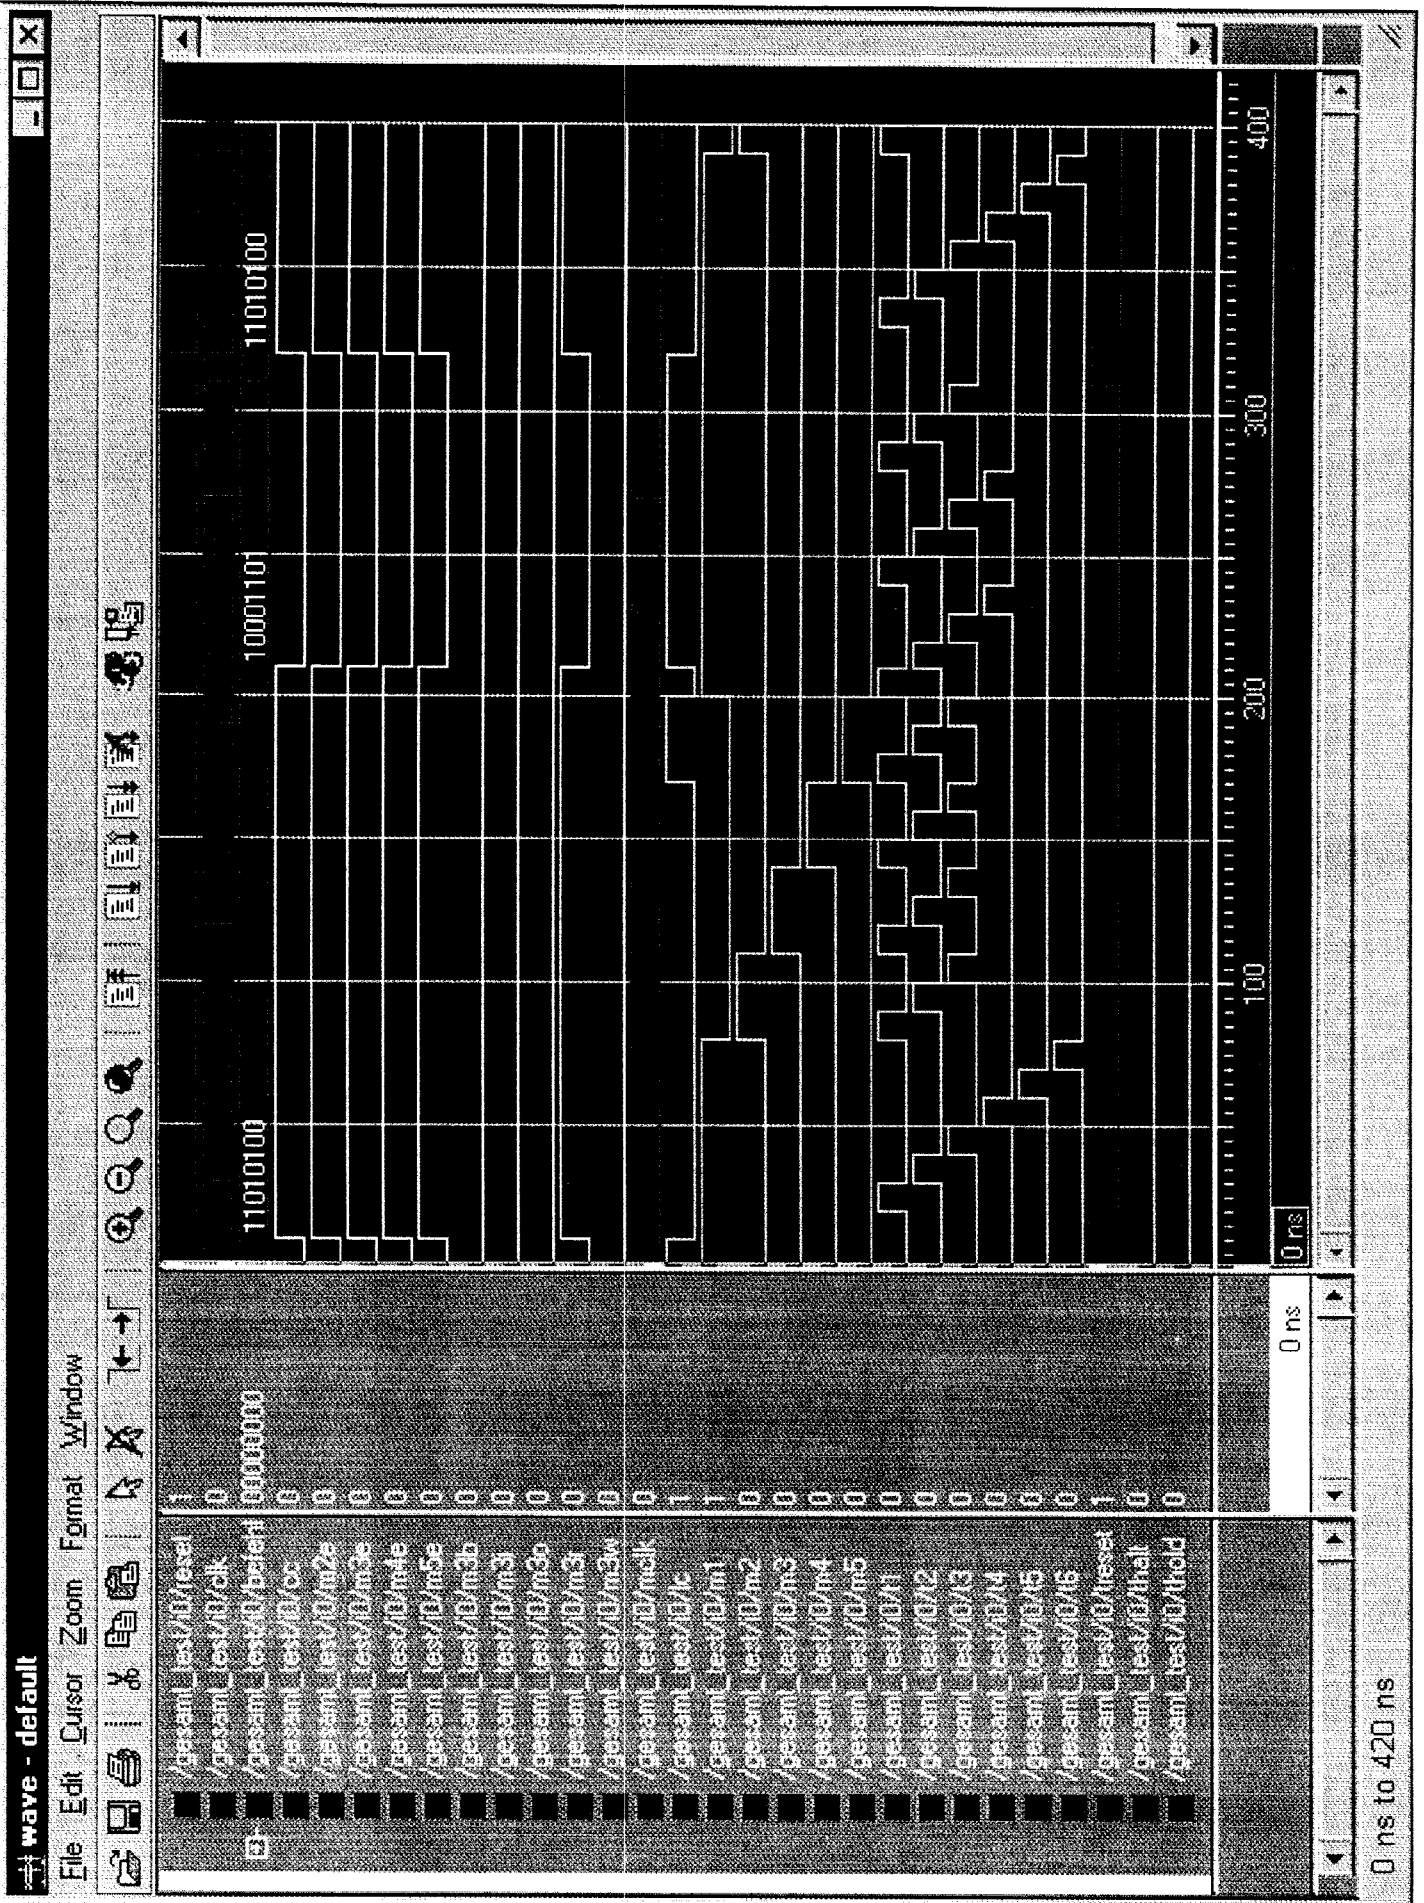 wave - default
File Edit Cursor Zoom Format Window
/gesamt_test/i0/reset 1
/gesamt_test/i0/clk 0
/gesamt_test/i0/befehl 00000000 11010100 10001101 11010100
/gesamt_test/i0/cc 0
/gesamt_test/i0/m2e 0
/gesamt_test/i0/m3e 0
/gesamt_test/i0/m4e 0
/gesamt_test/i0/m5e 0
/gesamt_test/i0/ 0
/gesamt_test/i0/ 0
/gesamt_test/i0/ 0
/gesamt_test/i0/ 0
/gesamt_test/i0/m3w 0
/gesamt_test/i0/mclk 0
/gesamt_test/i0/lc 1
/gesamt_test/i0/m1 1
/gesamt_test/i0/m2 0
/gesamt_test/i0/m3 0
/gesamt_test/i0/m4 0
/gesamt_test/i0/m5 0
/gesamt_test/i0/t1 0
/gesamt_test/i0/t2 0
/gesamt_test/i0/t3 0
/gesamt_test/i0/t4 0
/gesamt_test/i0/t5 0
/gesamt_test/i0/t6 0
/gesamt_test/i0/treset 1
/gesamt_test/i0/thalt 0
/gesamt_test/i0/thold 0
100 200 300 400
0 ns 0 ns
0 ns to 420 ns